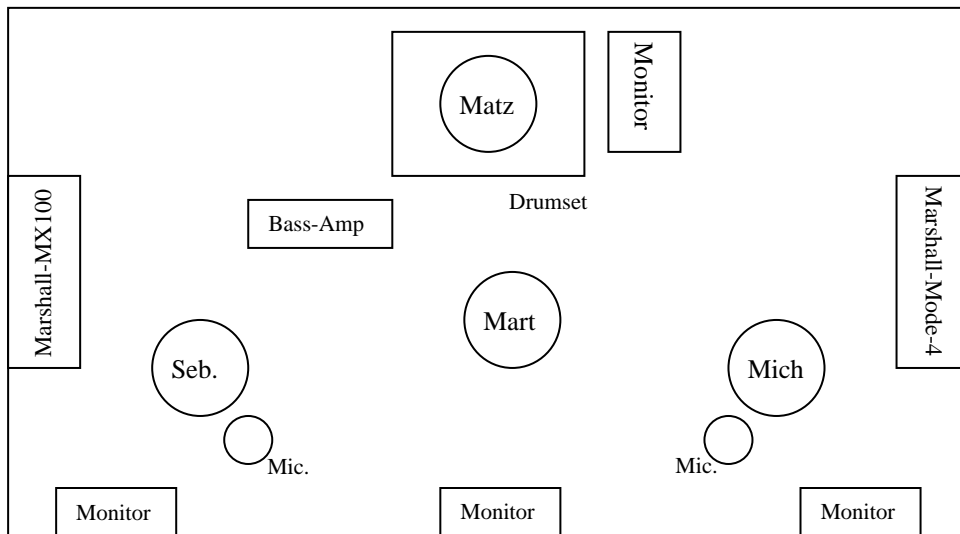 Matz
Monitor
Drumset
Bass-Amp
Marshall-MX100
Marshall-Mode-4
Mart
Seb.
Mich
Mic.
Mic.
Monitor
Monitor
Monitor